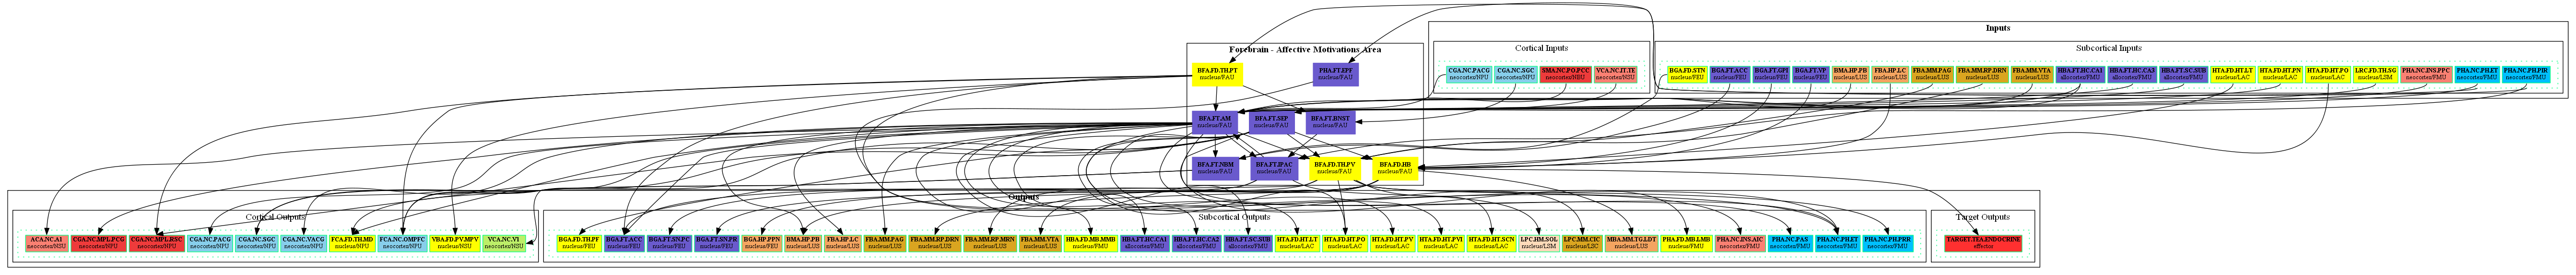 Inputs
Forebrain - Affective Motivations Area
Cortical Inputs
Subcortical Inputs
CGA.NC.PACG
neocortex/NPU
CGA.NC.SGC
neocortex/NPU
SMA.NC.FO.PCC
neocortex/NBU
VCA.NC.IT.TE
neocortex/NSU
BGA.FD.STN
nucleus/FEU
BGA.FT.ACC
nucleus/FEU
BGA.FT.GPI
nucleus/FEU
BGA.FT.VP
nucleus/FEU
BMA.HP.PB
nucleus/LUS
FBA.HP.LC
nucleus/LUS
FBA.MM.PAG
nucleus/LUS
FBA.MM.RP.DRN
nucleus/LUS
FBA.MM.VTA
nucleus/LUS
HBA.FT.HC.CA1
allocortex/FMU
HBA.FT.HC.CA3
allocortex/FMU
HBA.FT.SC.SUB
allocortex/FMU
HTA.FD.HT.LT
nucleus/LAC
HTA.FD.HT.PN
nucleus/LAC
HTA.FD.HT.PO
nucleus/LAC
LRC.FD.TH.SG
nucleus/LSM
PHA.NC.INS.PPC
neocortex/FMU
PHA.NC.PH.ET
neocortex/FMU
PHA.NC.PH.PIR
neocortex/FMU
BFA.FD.TH.PT
nucleus/FAU
PHA.FT.EPF
nucleus/FAU
BFA.FT.AM
nucleus/FAU
BFA.FT.SEP
nucleus/FAU
BFA.FT.BNST
nucleus/FAU
BFA.FT.NBM
nucleus/FAU
BFA.FT.IPAC
nucleus/FAU
BFA.FD.TH.PV
nucleus/FAU
BFA.FD.HB
nucleus/FAU
Outputs
Cortical Outputs
Subcortical Outputs
Target Outputs
ACA.NC.A1
neocortex/NSU
CGA.NC.MPL.PCG
neocortex/NPU
CGA.NC.MPL.RSC
neocortex/NPU
CGA.NC.PACG
neocortex/NPU
CGA.NC.SGC
neocortex/NPU
CGA.NC.VACG
neocortex/NPU
FCA.FD.TH.MD
nucleus/NPU
FCA.NC.OMPFC
neocortex/NPU
VBA.FD.PV.MPV
nucleus/NSU
VCA.NC.V1
neocortex/NSU
BGA.FD.TH.PF
nucleus/FEU
BGA.FT.ACC
nucleus/FEU
BGA.FT.SN.PC
nucleus/FEU
BGA.FT.SN.PR
nucleus/FEU
BGA.HP.PPN
nucleus/FEU
BMA.HP.PB
nucleus/LUS
FBA.HP.LC
nucleus/LUS
FBA.MM.PAG
nucleus/LUS
FBA.MM.RP.DRN
nucleus/LUS
FBA.MM.RP.MRN
nucleus/LUS
FBA.MM.VTA
nucleus/LUS
HBA.FD.MB.MMB
nucleus/FMU
HBA.FT.HC.CA1
allocortex/FMU
HBA.FT.HC.CA2
allocortex/FMU
HBA.FT.SC.SUB
allocortex/FMU
HTA.FD.HT.LT
nucleus/LAC
HTA.FD.HT.PO
nucleus/LAC
HTA.FD.HT.PV
nucleus/LAC
HTA.FD.HT.PVI
nucleus/LAC
HTA.FD.HT.SCN
nucleus/LAC
LPC.HM.SOL
nucleus/LSM
LPC.MM.CIC
nucleus/LSC
MBA.MM.TG.LDT
nucleus/LUS
PHA.FD.MB.LMB
nucleus/FMU
PHA.NC.INS.AIC
neocortex/FMU
PHA.NC.PAS
neocortex/FMU
PHA.NC.PH.ET
neocortex/FMU
PHA.NC.PH.PRR
neocortex/FMU
TARGET.TFA.ENDOCRINE
effector